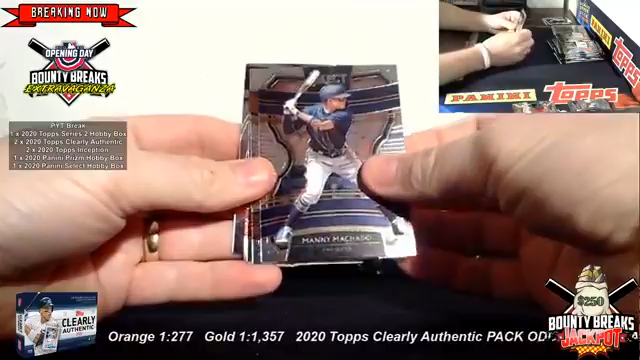 BREAKING NOW
OPENING DAY
BOUNTY BREAKS
EXTRAVAGANZA
PYT Break
1 x 2020 Topps Series 2 Hobby Box
2 x 2020 Topps Clearly Authentic
2 x 2020 Topps Inception
1 x 2020 Panini Prizm Hobby Box
1 x 2020 Panini Select Hobby Box
MANNY MACHADO
PANINI
topps
PANINI
topps
CLEARLY
AUTHENTIC
Orange 1:277 Gold 1:1,357 2020 Topps Clearly Authentic PACK
$250
BOUNTY BREAKS
JACKPOT